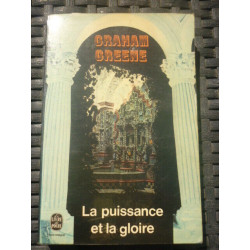 GRAHAM
GREENE
La puissance
et la gloire